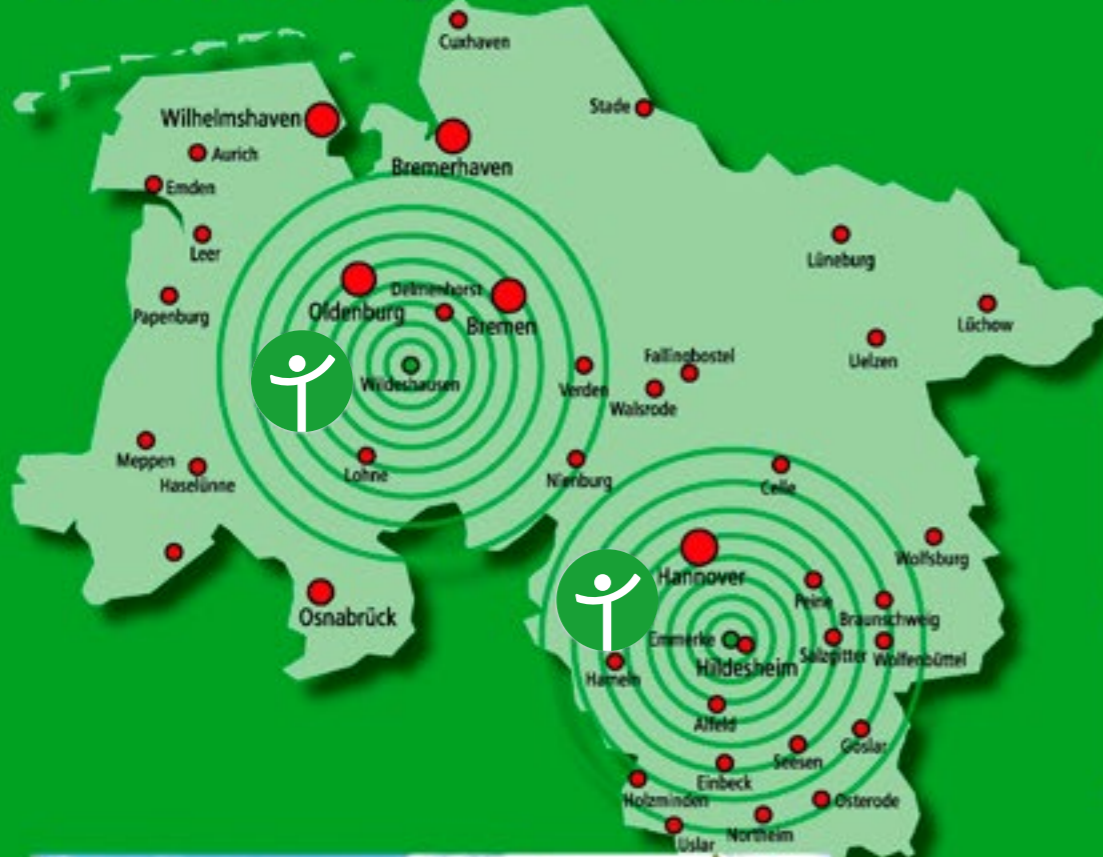 Cuxhaven
Stade
Wilhelmshaven
Bremerhaven
Aurich
Emden
Leer
Lüneburg
Papenburg
Delmenhorst
Oldenburg
Bremen
Lüchow
Uelzen
Fallingbostel
Wildeshausen
Verden
Walsrode
Meppen
Haselünne
Lohne
Nienburg
Celle
Wolfsburg
Hannover
Peine
Braunschweig
Osnabrück
Emmerke
Hildesheim
Salzgitter
Wolfenbüttel
Hameln
Alfeld
Goslar
Seesen
Einbeck
Holzminden
Osterode
Northeim
Uslar